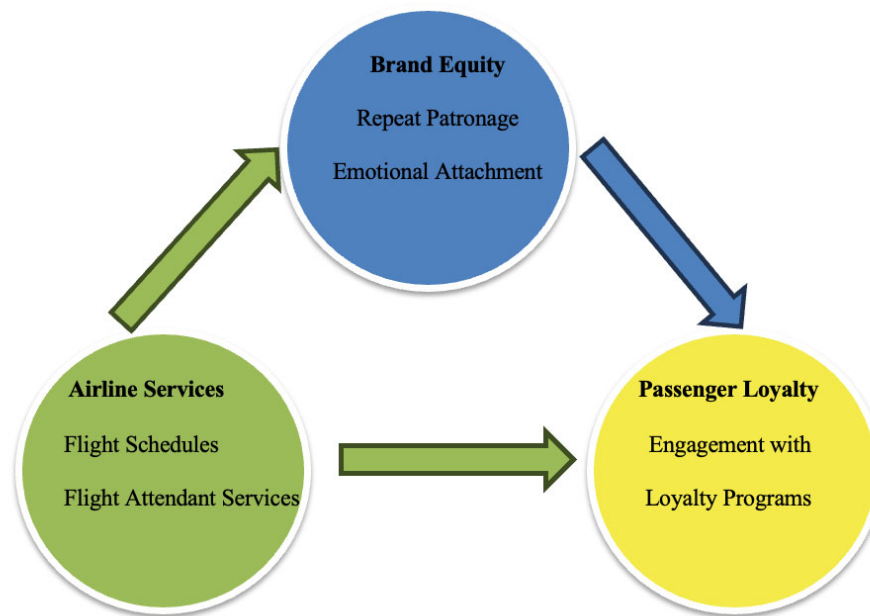 Brand Equity
Repeat Patronage
Emotional Attachment
Airline Services
Flight Schedules
Flight Attendant Services
Passenger Loyalty
Engagement with
Loyalty Programs